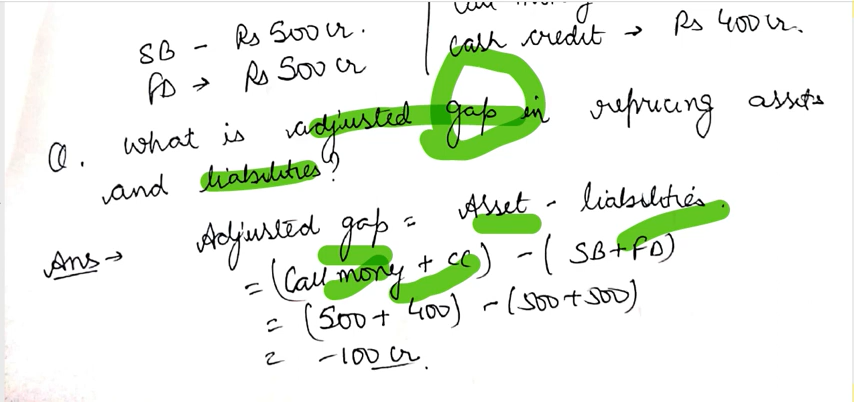 SB - Rs 500 cr.
FD → Rs 500 cr
Call money
cash credit → Rs 400 cr.
Q. What is adjusted gap in repricing assets
and liabilities?
Ans → Adjusted gap = Asset - liabilities.
= (Call mony + CC) - ( SB + FD)
= (500 + 400) - (500 + 500)
= -100 cr.